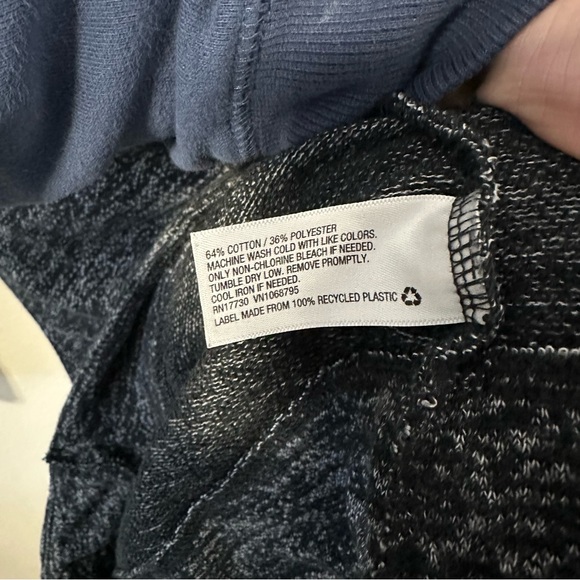 64% COTTON / 36% POLYESTER
MACHINE WASH COLD WITH LIKE COLORS.
ONLY NON-CHLORINE BLEACH IF NEEDED.
TUMBLE DRY LOW. REMOVE PROMPTLY.
COOL IRON IF NEEDED.
RN17730 VN1068795
LABEL MADE FROM 100% RECYCLED PLASTIC